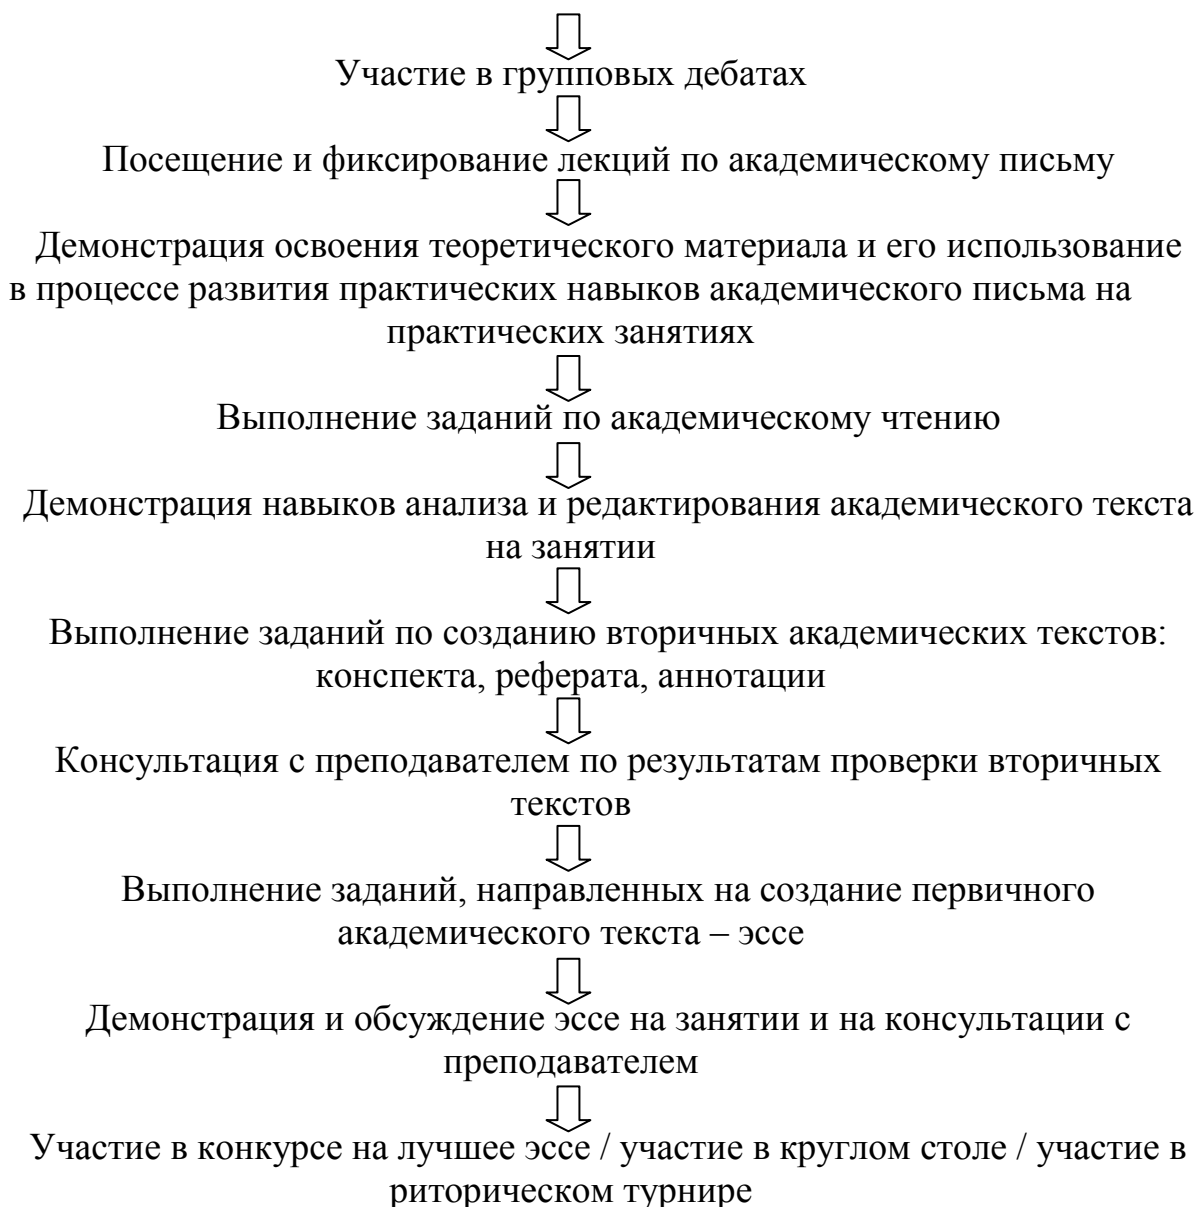 Участие в групповых дебатах
Посещение и фиксирование лекций по академическому письму
Демонстрация освоения теоретического материала и его использование
в процессе развития практических навыков академического письма на
практических занятиях
Выполнение заданий по академическому чтению
Демонстрация навыков анализа и редактирования академического текста
на занятии
Выполнение заданий по созданию вторичных академических текстов:
конспекта, реферата, аннотации
Консультация с преподавателем по результатам проверки вторичных
текстов
Выполнение заданий, направленных на создание первичного
академического текста – эссе
Демонстрация и обсуждение эссе на занятии и на консультации с
преподавателем
Участие в конкурсе на лучшее эссе / участие в круглом столе / участие в
риторическом турнире